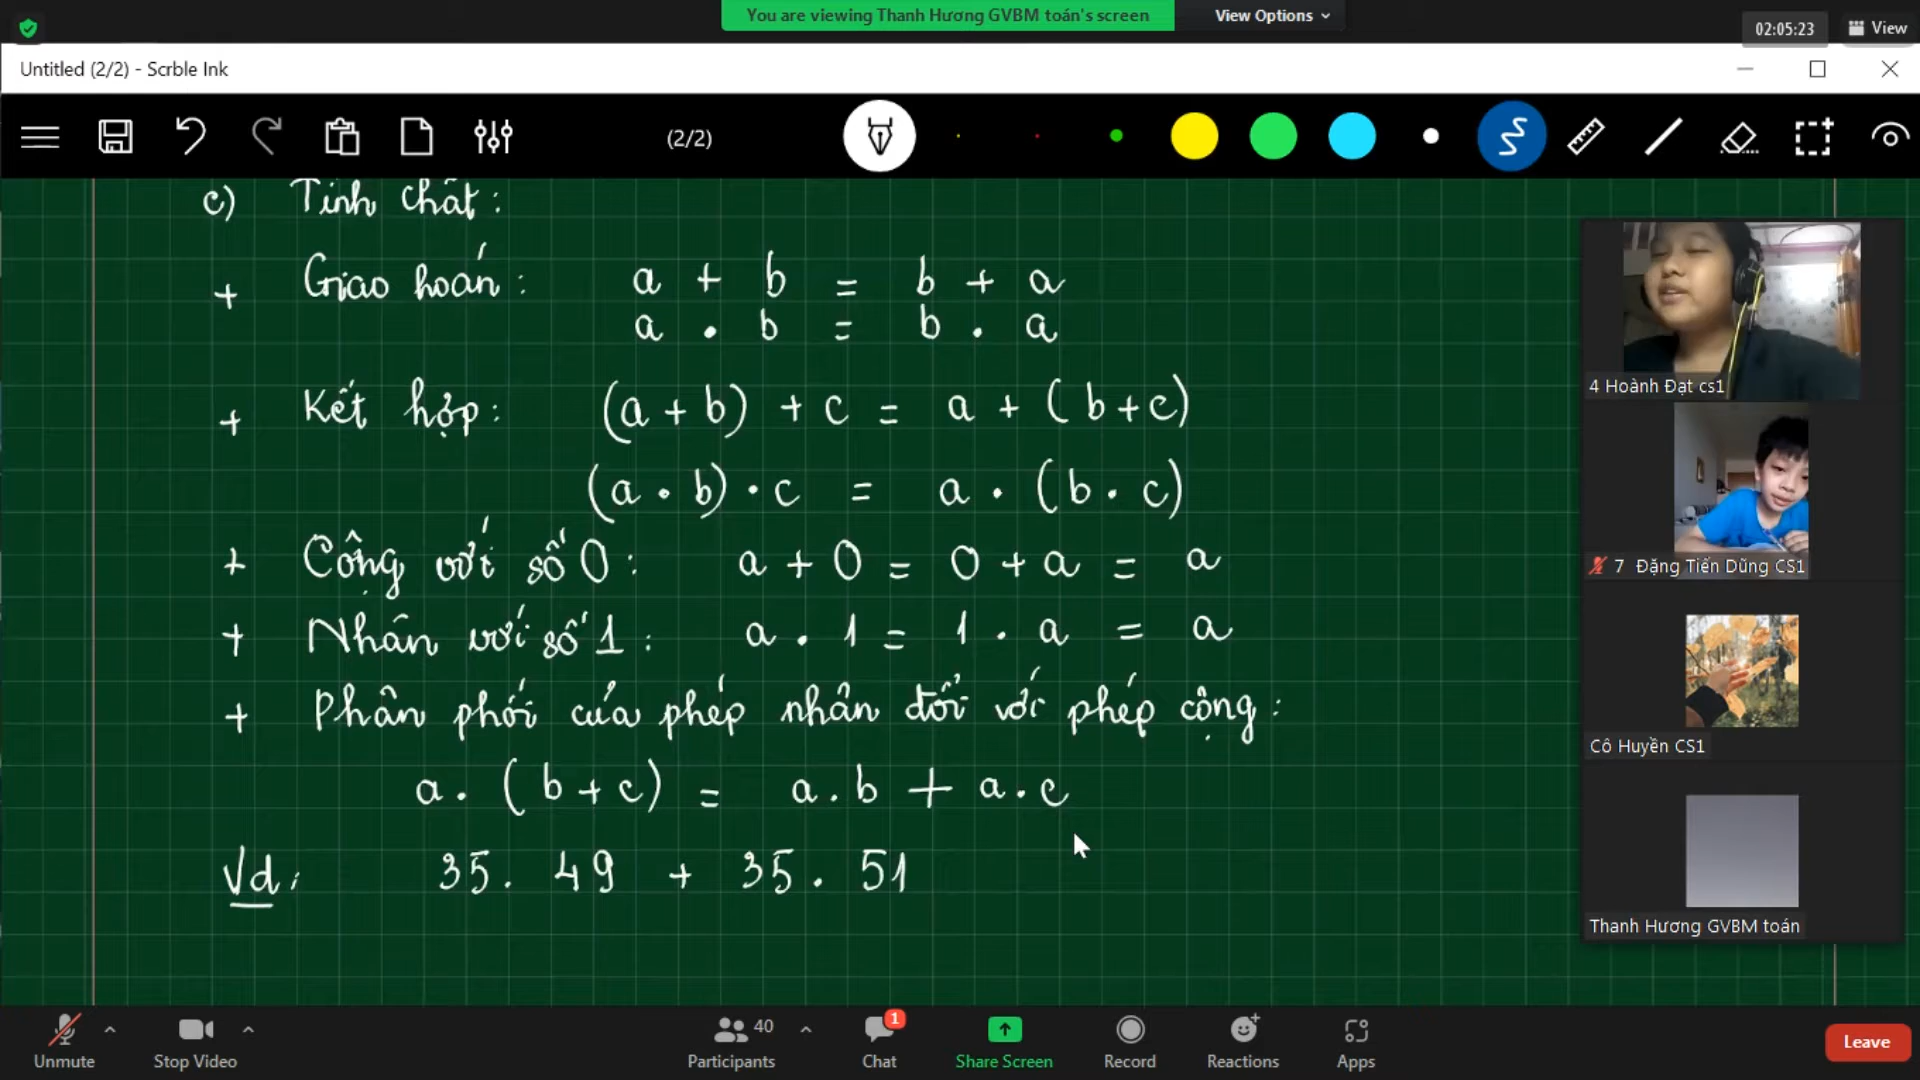 You are viewing Thanh Hương GVBM toán's screen
View Options
02:05:23
View
Untitled (2/2) - Scrble Ink
(2/2)
c) Tính chất :
+ Giao hoán : a + b = b + a
a . b = b . a
+ Kết hợp : (a + b) + c = a + (b+c)
(a . b) . c = a . (b . c)
+ Cộng với số 0 : a + 0 = 0 + a = a
+ Nhân với số 1 : a . 1 = 1 . a = a
+ Phân phối của phép nhân đối với phép cộng :
a . (b + c) = a . b + a . c
Vd : 35 . 49 + 35 . 51
4 Hoành Đạt cs1
7 Đặng Tiến Dũng CS1
Cô Huyền CS1
Thanh Hương GVBM toán
Unmute
Stop Video
Participants
40
Chat
1
Share Screen
Record
Reactions
Apps
Leave